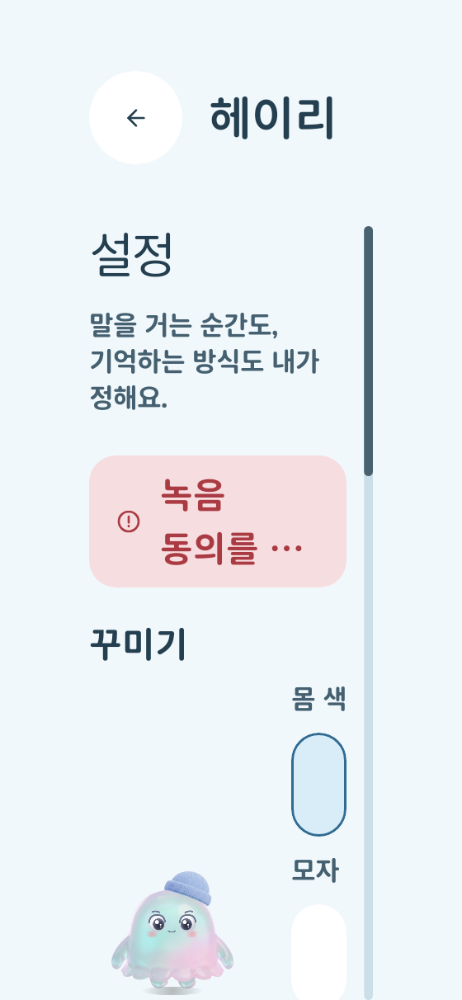 헤이리
설정
말을 거는 순간도,
기억하는 방식도 내가
정해요.
녹음
동의를 ...
꾸미기
몸 색
모자